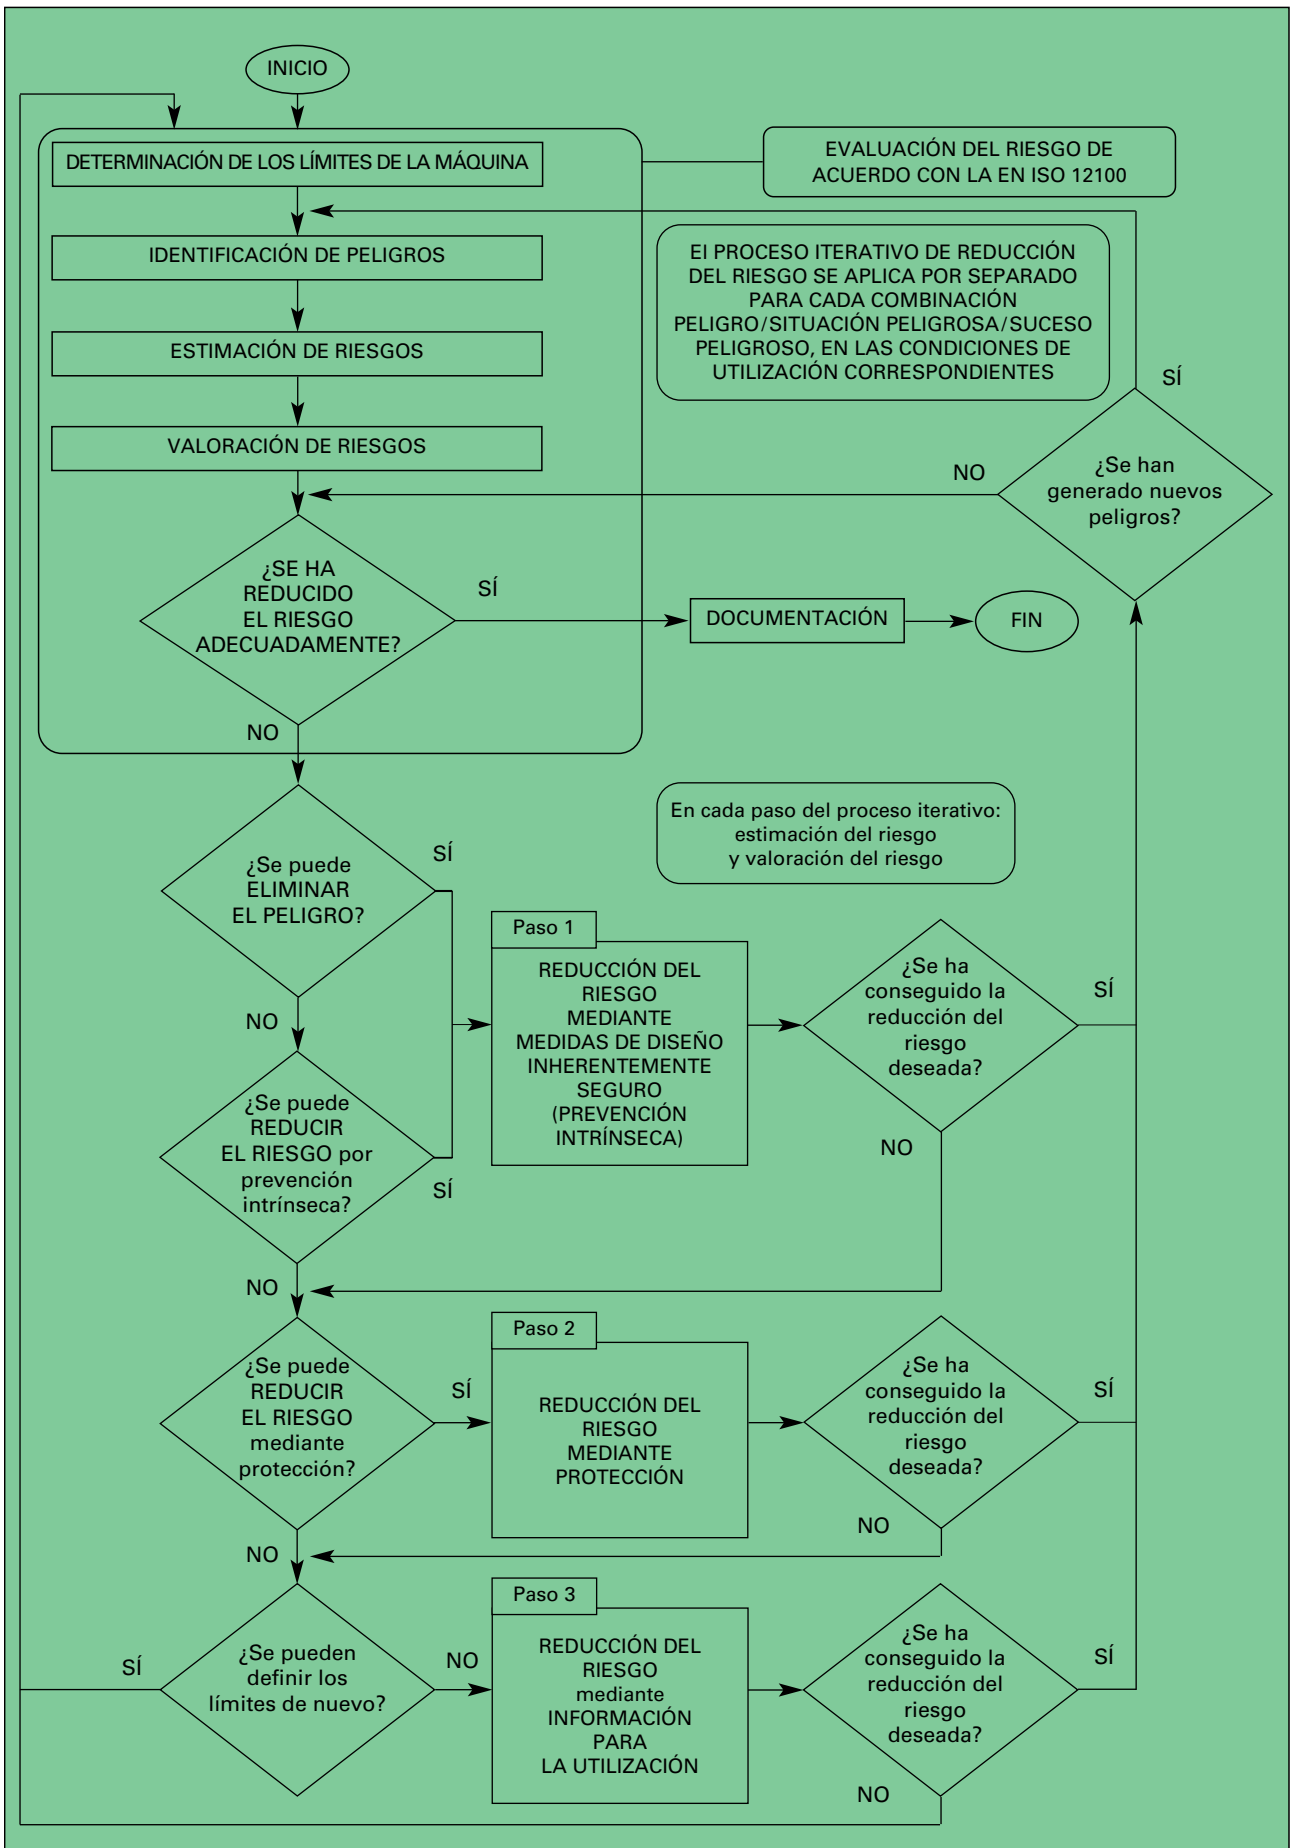 INICIO
DETERMINACIÓN DE LOS LÍMITES DE LA MÁQUINA
EVALUACIÓN DEL RIESGO DE
ACUERDO CON LA EN ISO 12100
IDENTIFICACIÓN DE PELIGROS
El PROCESO ITERATIVO DE REDUCCIÓN
DEL RIESGO SE APLICA POR SEPARADO
PARA CADA COMBINACIÓN
PELIGRO/SITUACIÓN PELIGROSA/SUCESO
PELIGROSO, EN LAS CONDICIONES DE
UTILIZACIÓN CORRESPONDIENTES
ESTIMACIÓN DE RIESGOS
SÍ
VALORACIÓN DE RIESGOS
NO
¿Se han
generado nuevos
peligros?
¿SE HA
REDUCIDO
EL RIESGO
ADECUADAMENTE?
SÍ
DOCUMENTACIÓN
FIN
NO
En cada paso del proceso iterativo:
estimación del riesgo
y valoración del riesgo
¿Se puede
ELIMINAR
EL PELIGRO?
SÍ
NO
Paso 1
REDUCCIÓN DEL
RIESGO
MEDIANTE
MEDIDAS DE DISEÑO
INHERENTEMENTE
SEGURO
(PREVENCIÓN
INTRÍNSECA)
¿Se ha
conseguido la
reducción del
riesgo
deseada?
SÍ
NO
¿Se puede
REDUCIR
EL RIESGO por
prevención
intrínseca?
SÍ
NO
¿Se puede
REDUCIR
EL RIESGO
mediante
protección?
SÍ
Paso 2
REDUCCIÓN DEL
RIESGO
MEDIANTE
PROTECCIÓN
¿Se ha
conseguido la
reducción del
riesgo
deseada?
SÍ
NO
NO
¿Se pueden
definir los
límites de nuevo?
SÍ
NO
Paso 3
REDUCCIÓN DEL
RIESGO
mediante
INFORMACIÓN
PARA
LA UTILIZACIÓN
¿Se ha
conseguido la
reducción del
riesgo
deseada?
SÍ
NO